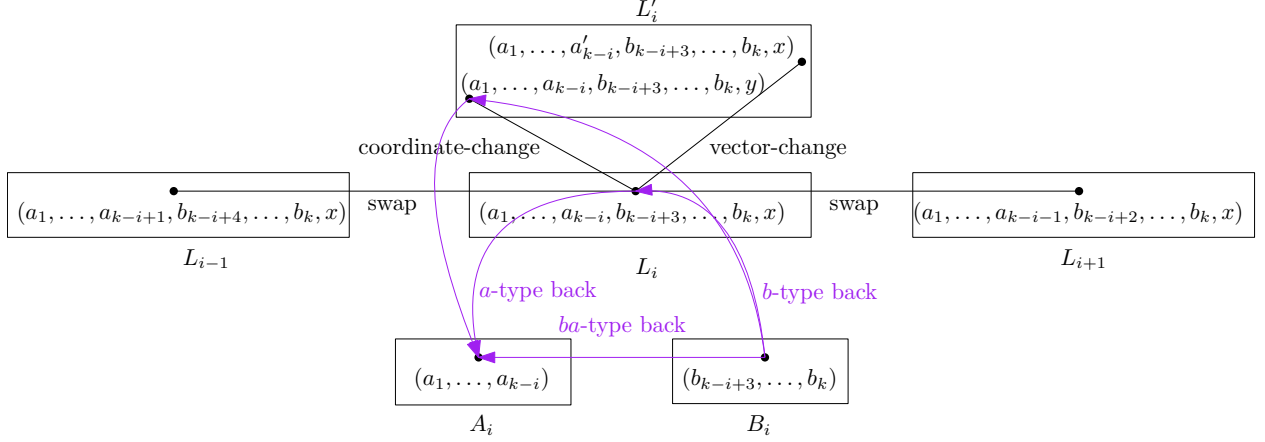 L′_i
(a_1, …, a′_{k−i}, b_{k−i+3}, …, b_k, x)
(a_1, …, a_{k−i}, b_{k−i+3}, …, b_k, y)
coordinate-change
vector-change
(a_1, …, a_{k−i+1}, b_{k−i+4}, …, b_k, x)
swap
(a_1, …, a_{k−i}, b_{k−i+3}, …, b_k, x)
swap
(a_1, …, a_{k−i−1}, b_{k−i+2}, …, b_k, x)
L_{i−1}
L_i
L_{i+1}
a-type back
b-type back
ba-type back
(a_1, …, a_{k−i})
(b_{k−i+3}, …, b_k)
A_i
B_i